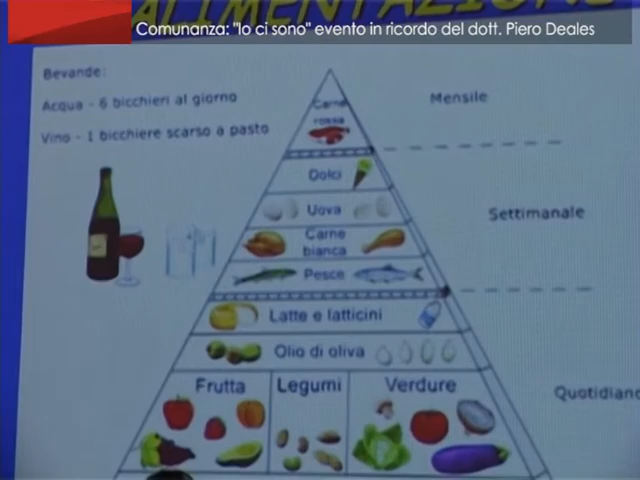 ALIMENTAZIONE
Comunanza: "Io ci sono" evento in ricordo del dott. Piero Deales
Bevande:
Acqua - 6 bicchieri al giorno
Vino - 1 bicchiere scarso a pasto
Carne
rossa
Mensile
Dolci
Uova
Settimanale
Carne
bianca
Pesce
Latte e latticini
Olio di oliva
Frutta
Legumi
Verdure
Quotidiano